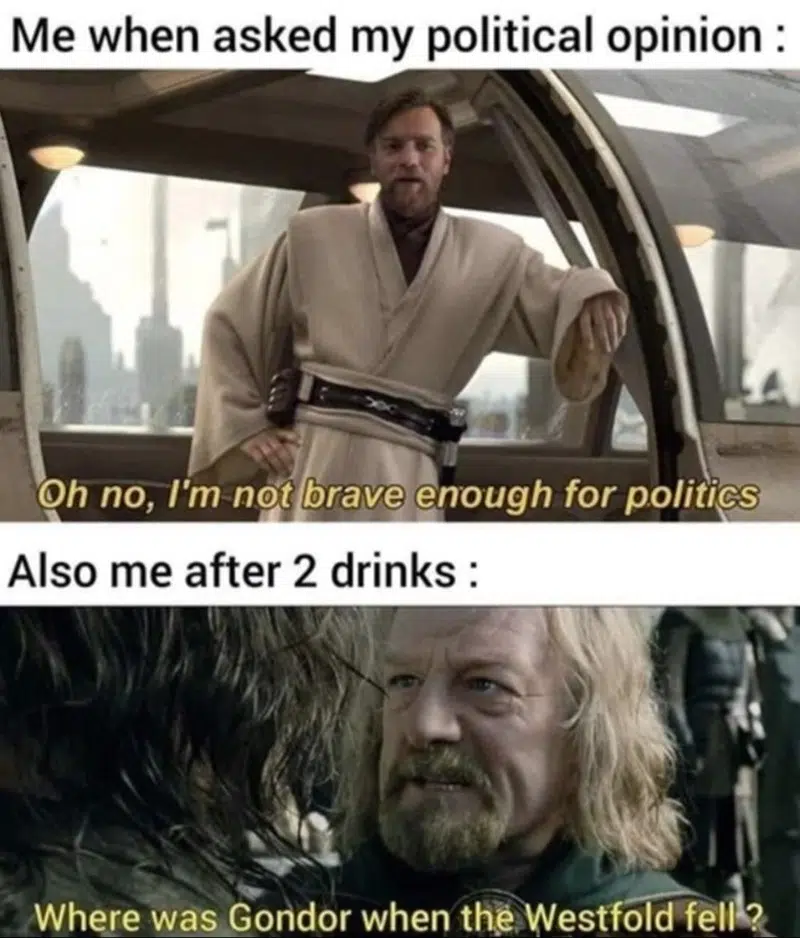 Me when asked my political opinion :
Oh no, I'm not brave enough for politics
Also me after 2 drinks :
Where was Gondor when the Westfold fell ?